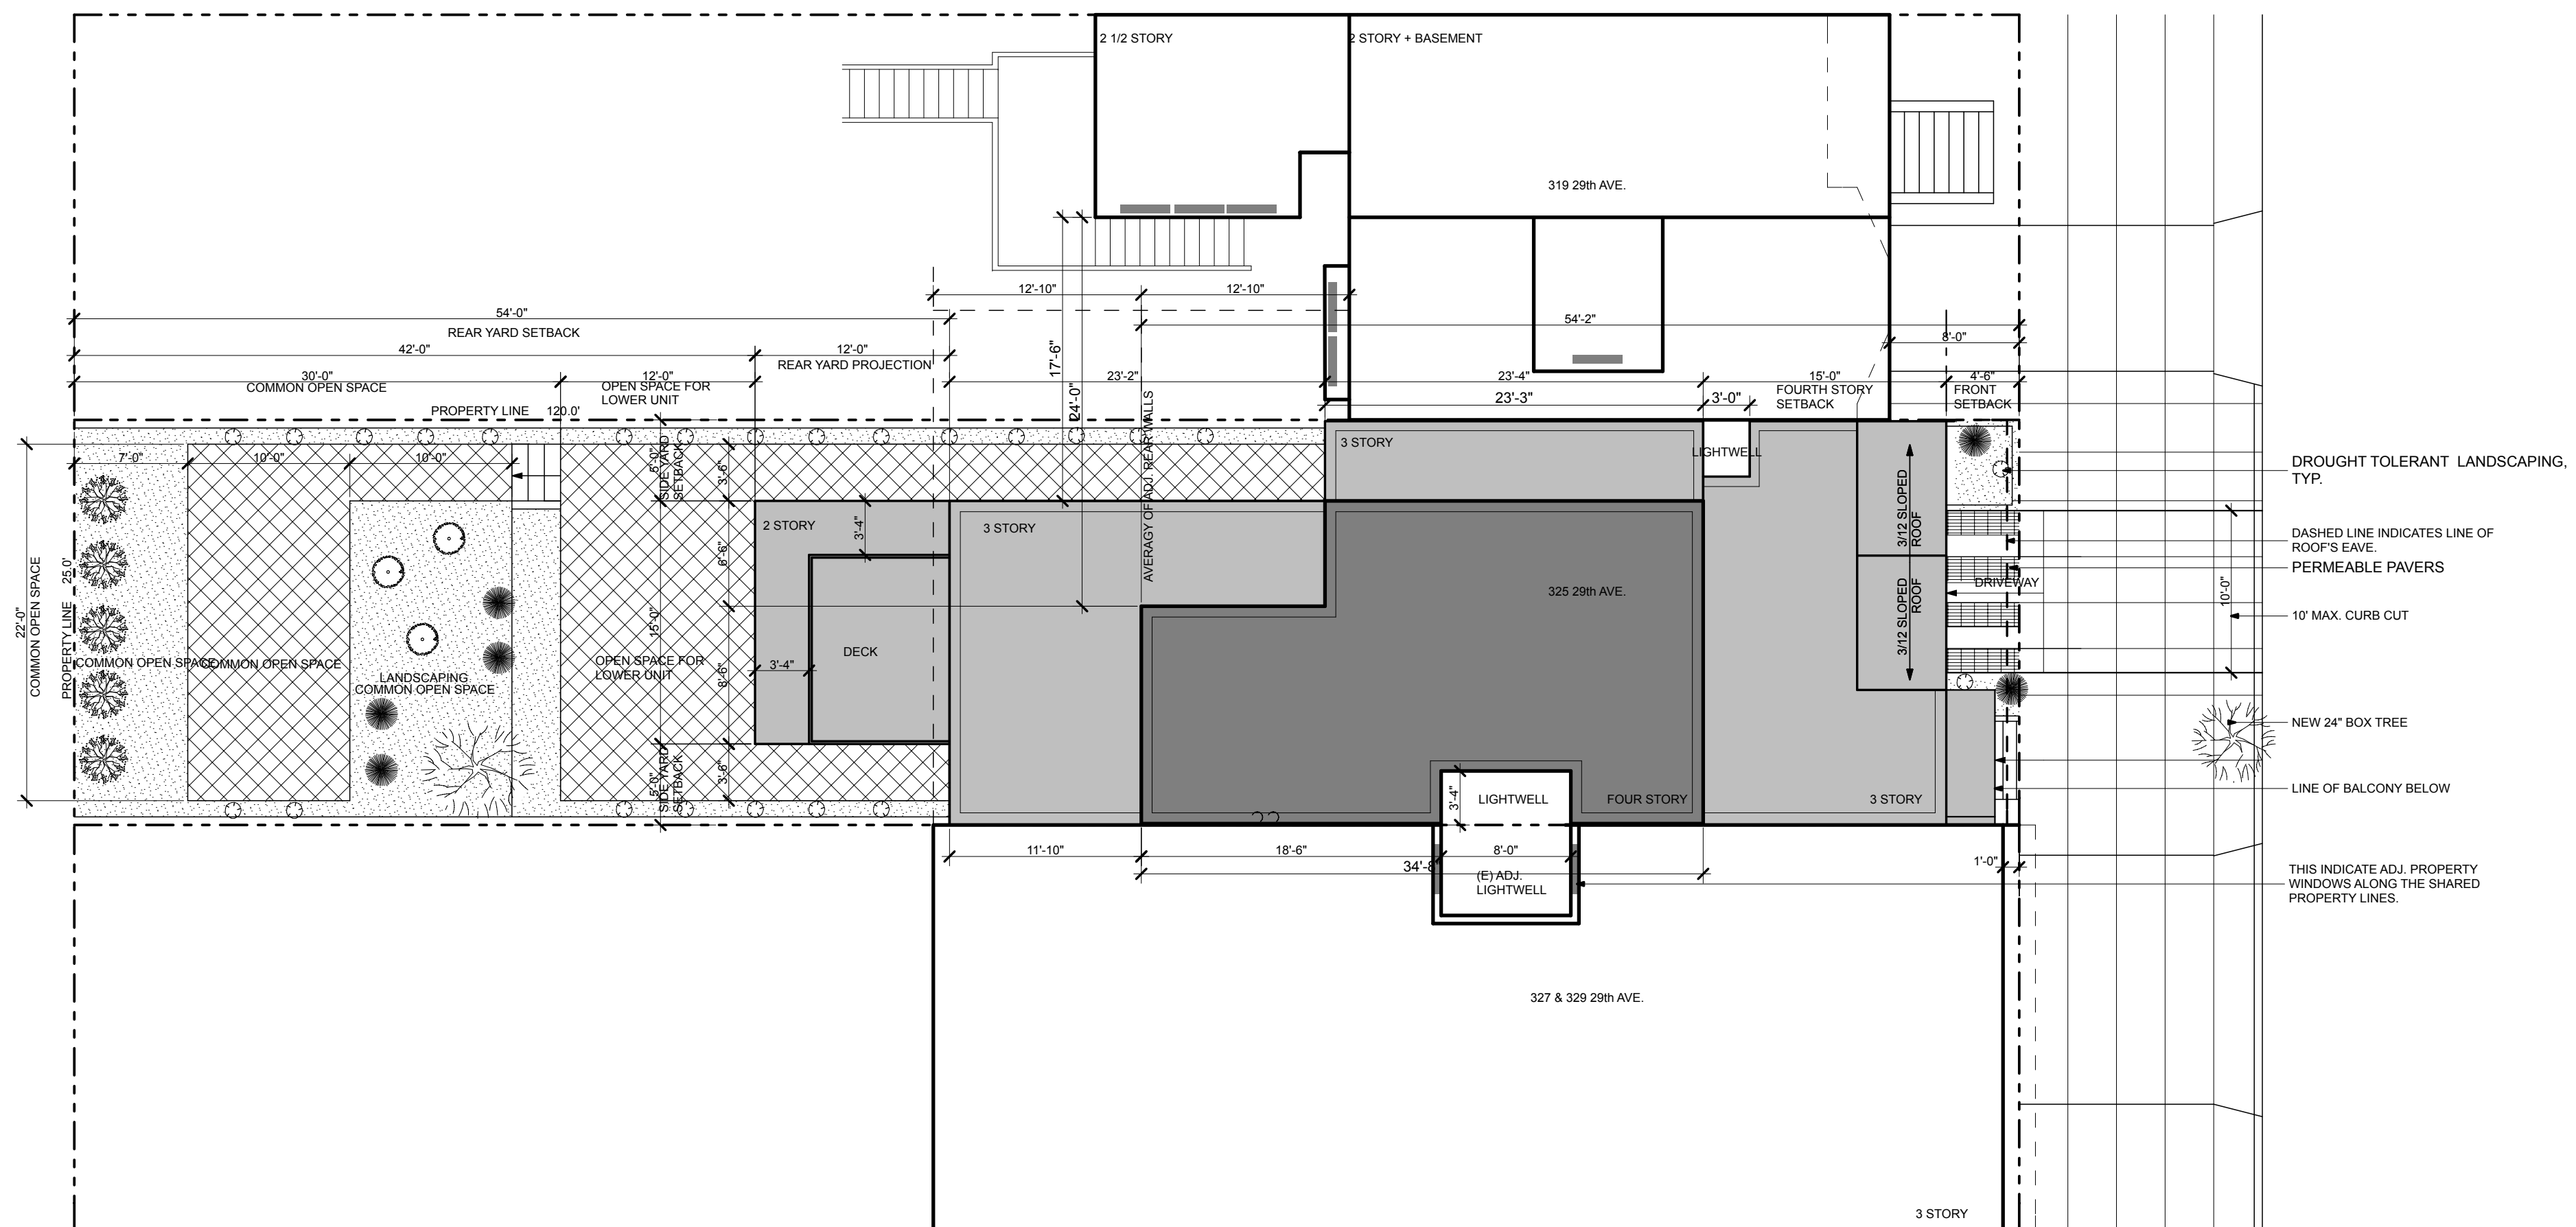 2 1/2 STORY
2 STORY + BASEMENT
319 29th AVE.
12'-10"
12'-10"
54'-0"
REAR YARD SETBACK
54'-2"
8'-0"
42'-0"
12'-0"
REAR YARD PROJECTION
17'-6"
24'-0"
30'-0"
COMMON OPEN SPACE
12'-0"
OPEN SPACE FOR
LOWER UNIT
23'-2"
23'-4"
15'-0"
FOURTH STORY
SETBACK
4'-6"
FRONT
SETBACK
23'-3"
3'-0"
PROPERTY LINE 120.0'
AVERAGY OF ADJ. REAR WALLS
3 STORY
LIGHTWELL
7'-0"
10'-0"
10'-0"
5'-0"
SIDE YARD
SETBACK
3'-6"
DROUGHT TOLERANT LANDSCAPING,
TYP.
2 STORY
3'-4"
3 STORY
3/12 SLOPED
ROOF
DASHED LINE INDICATES LINE OF
ROOF'S EAVE.
PERMEABLE PAVERS
6'-6"
DRIVEWAY
10'-0"
325 29th AVE.
10' MAX. CURB CUT
22'-0"
COMMON OPEN SPACE
PROPERTY LINE 25.0'
15'-0"
3/12 SLOPED
ROOF
DECK
COMMON OPEN SPACE
COMMON OPEN SPACE
LANDSCAPING
COMMON OPEN SPACE
OPEN SPACE FOR
LOWER UNIT
8'-6"
3'-4"
NEW 24" BOX TREE
5'-0"
SIDE YARD
SETBACK
3'-6"
3'-4"
LIGHTWELL
FOUR STORY
3 STORY
LINE OF BALCONY BELOW
11'-10"
18'-6"
8'-0"
34'-8"
(E) ADJ.
LIGHTWELL
1'-0"
THIS INDICATE ADJ. PROPERTY
WINDOWS ALONG THE SHARED
PROPERTY LINES.
327 & 329 29th AVE.
3 STORY